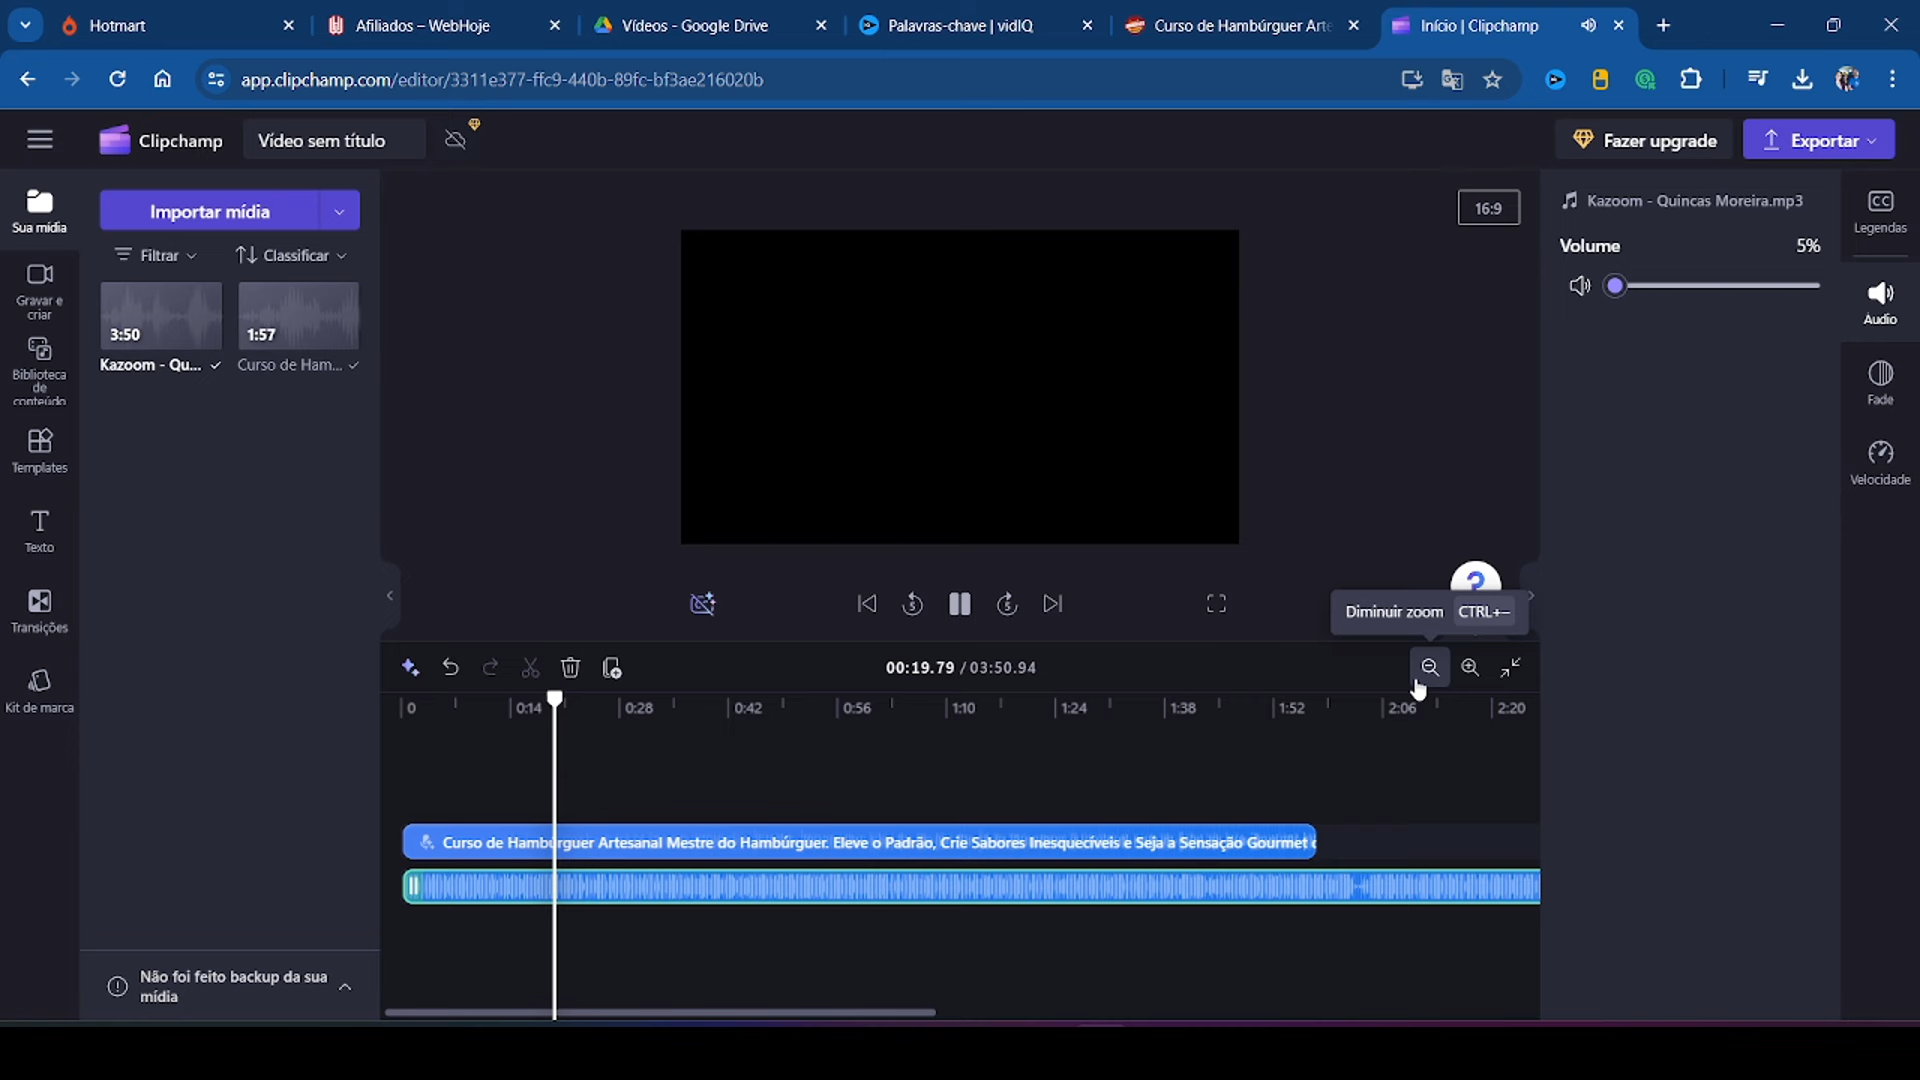 Hotmart
Afiliados – WebHoje
Vídeos - Google Drive
Palavras-chave | vidIQ
Curso de Hambúrguer Arte
Início | Clipchamp
app.clipchamp.com/editor/3311e377-ffc9-440b-89fc-bf3ae216020b
Clipchamp
Vídeo sem título
Fazer upgrade
Exportar
Sua mídia
Gravar e
criar
Biblioteca
de
conteúdo
Templates
Texto
Transições
Kit de marca
Importar mídia
Filtrar
Classificar
3:50
1:57
Kazoom - Qu...
Curso de Ham...
Não foi feito backup da sua
mídia
16:9
Kazoom - Quincas Moreira.mp3
Volume
5%
CC
Legendas
Áudio
Fade
Velocidade
5
5
?
Diminuir zoom
CTRL+–
00:19.79 / 03:50.94
0
0:14
0:28
0:42
0:56
1:10
1:24
1:38
1:52
2:06
2:20
Curso de Hambúrguer Artesanal Mestre do Hambúrguer. Eleve o Padrão, Crie Sabores Inesquecíveis e Seja a Sensação Gourmet